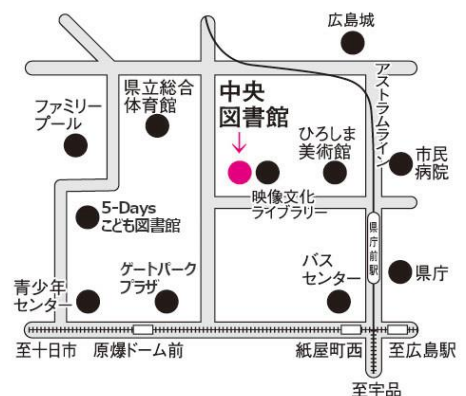 広島城
アストラムライン
県立総合
体育館
中央
図書館
ファミリー
プール
ひろしま
美術館
市民
病院
映像文化
ライブラリー
5-Days
こども図書館
県庁前駅
ゲートパーク
プラザ
バス
センター
県庁
青少年
センター
至十日市
原爆ドーム前
紙屋町西
至広島駅
至宇品